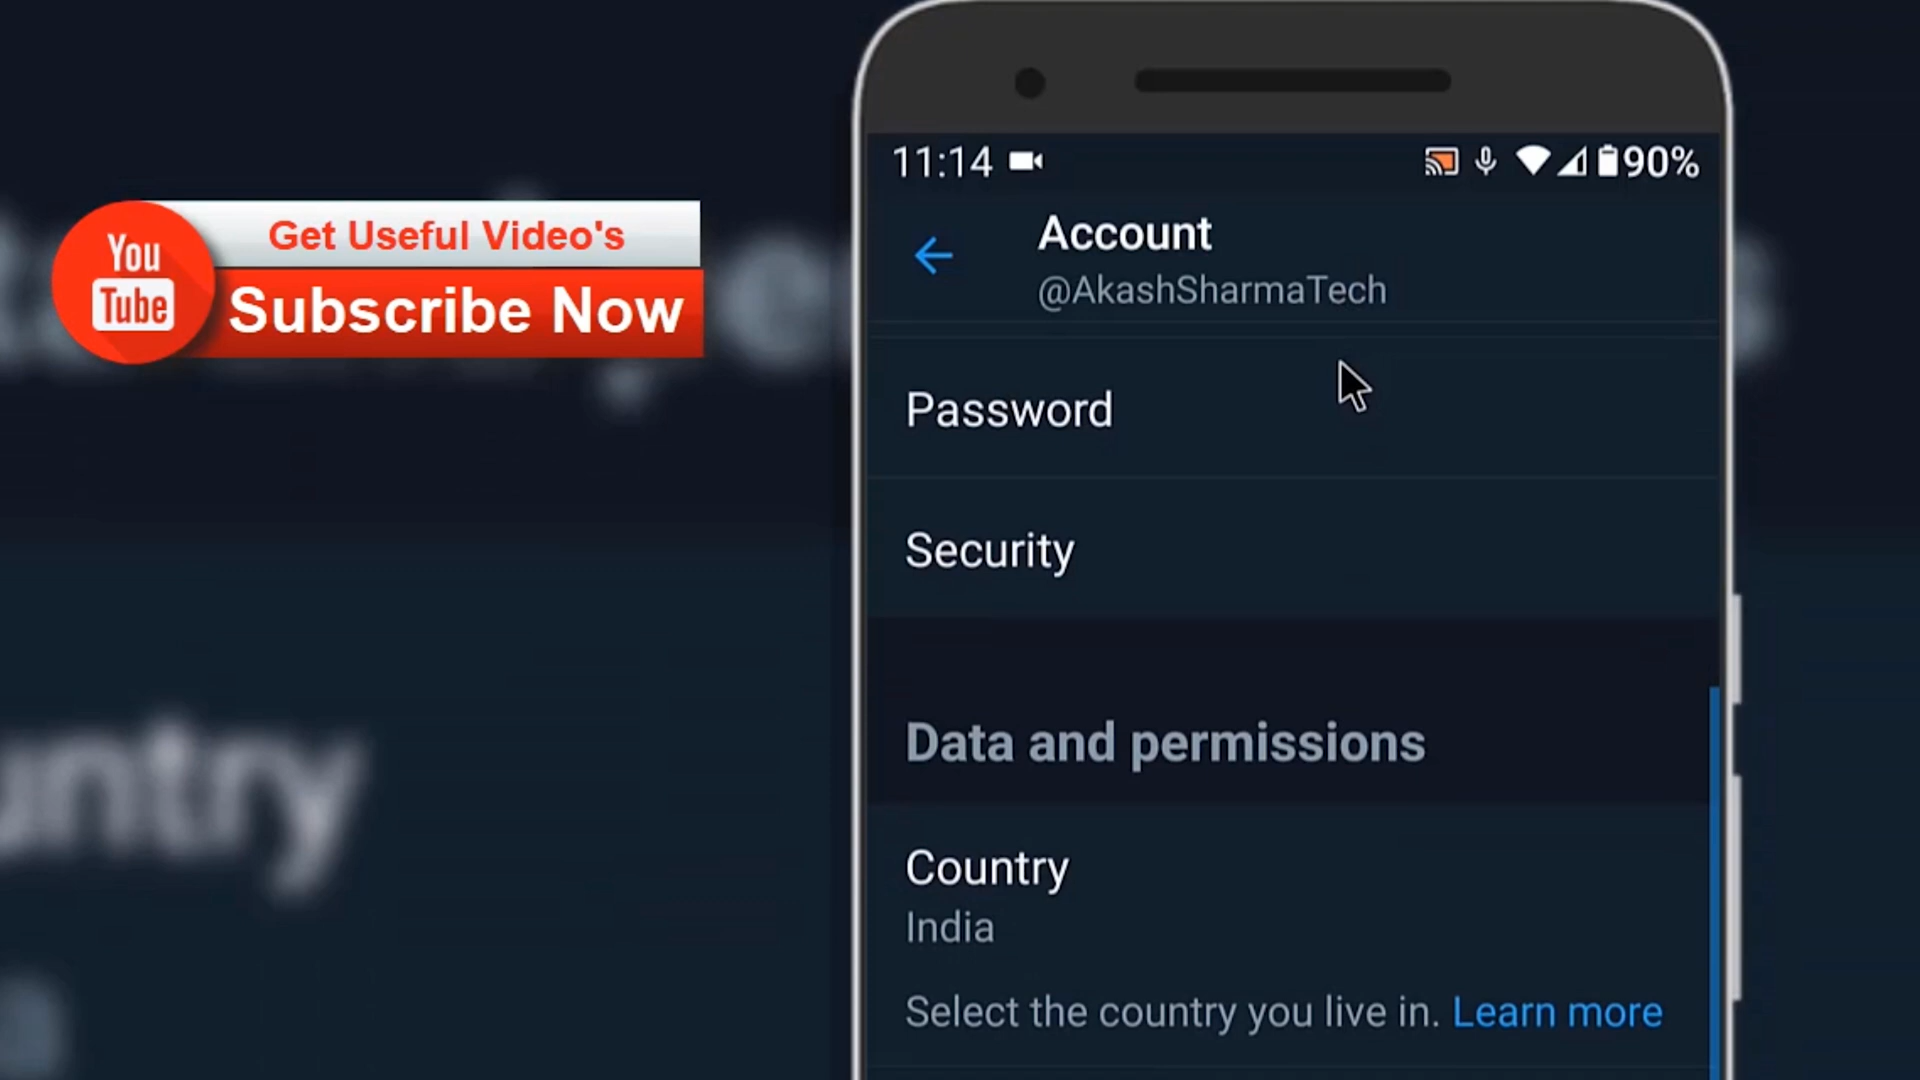 You
Tube
Get Useful Video's
Subscribe Now
11:14
90%
Account
@AkashSharmaTech
Password
Security
Data and permissions
Country
India
Select the country you live in. Learn more
untry